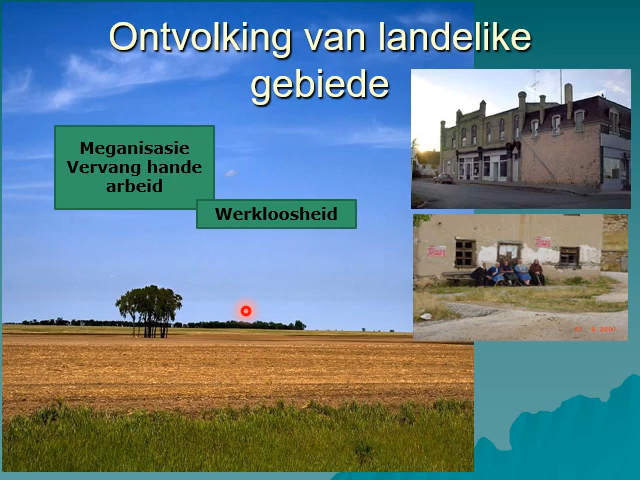 Ontvolking van landelike
gebiede
Meganisasie
Vervang hande
arbeid
Werkloosheid